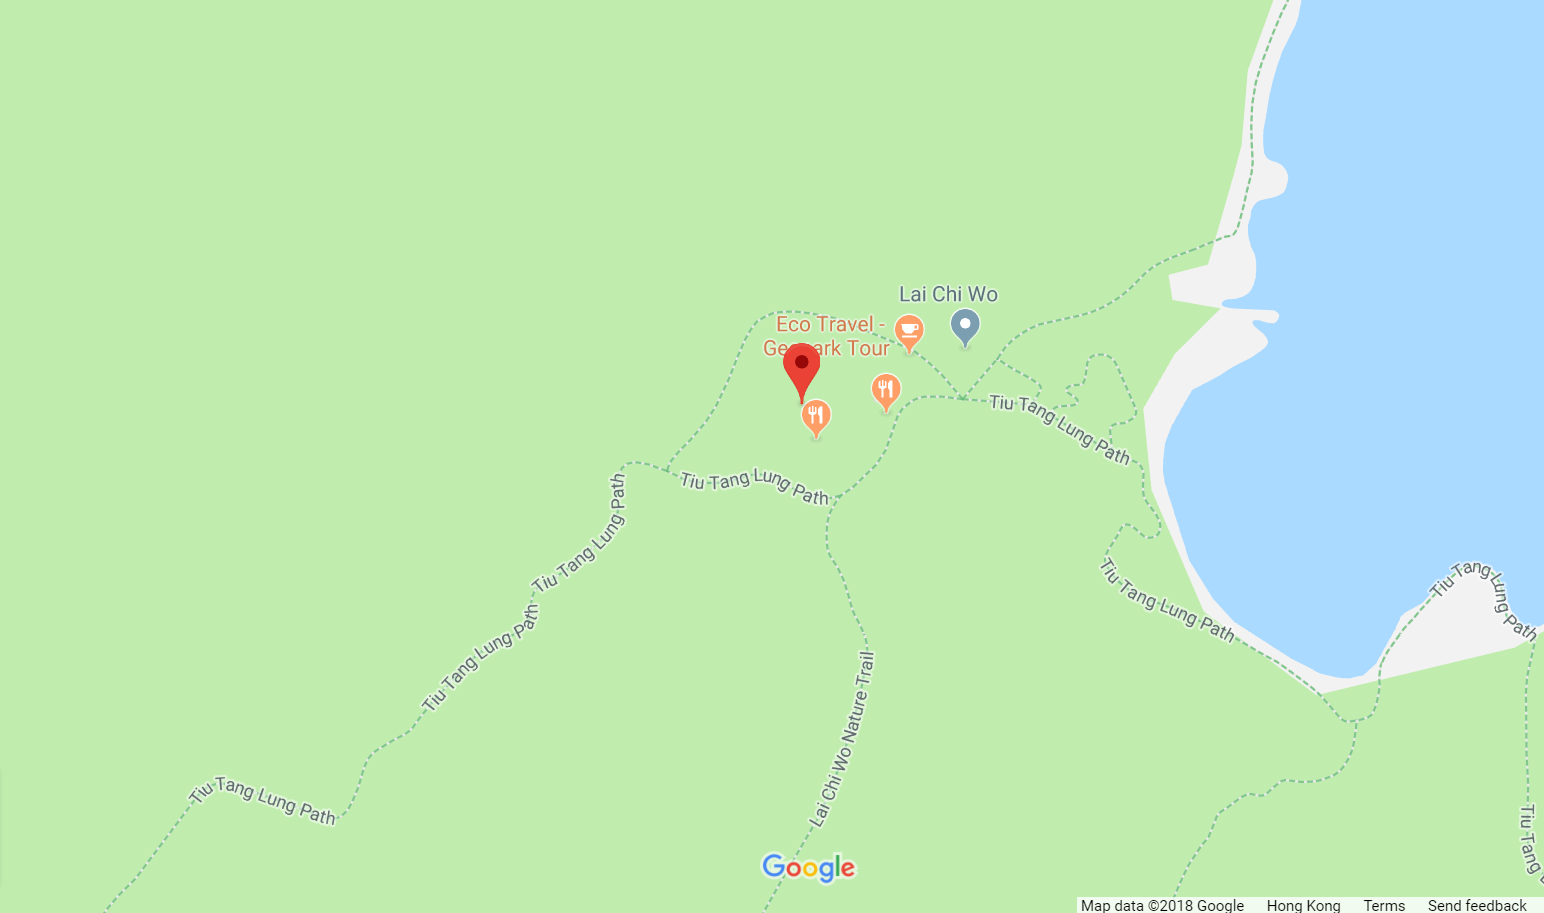 Lai Chi Wo
Eco Travel -
Geopark Tour
Tiu Tang Lung Path
Tiu Tang Lung Path
Tiu Tang Lung Path
Tiu Tang Lung Path
Tiu Tang Lung Path
Tiu Tang Lung Path
Tiu Tang Lung Path
Lai Chi Wo Nature Trail
Tiu Tang Lung Path
Tiu Tang
Google
Map data ©2018 Google Hong Kong Terms Send feedback